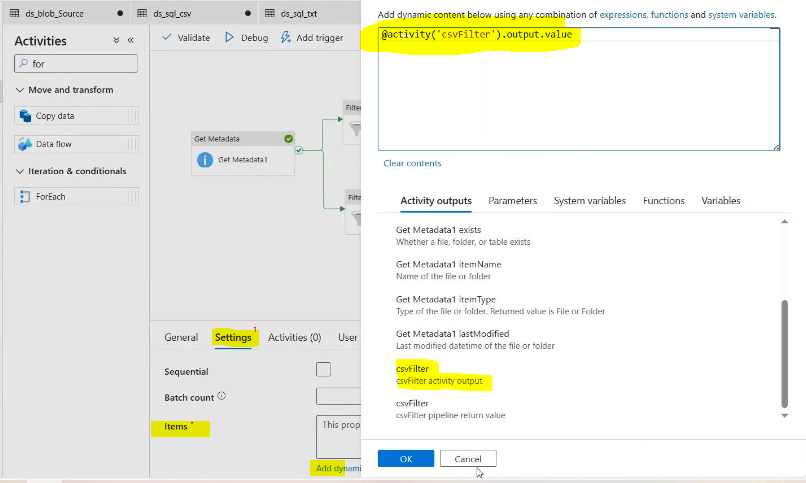 ds_blob_Source
ds_sql_csv
ds_sql_txt
Activities
for
Move and transform
Copy data
Data flow
Iteration & conditionals
ForEach
Validate
Debug
Add trigger
Get Metadata
Get Metadata1
Filter
Filter
General
Settings
1
Activities (0)
User
Sequential
Batch count
Items *
This prop
Add dynami
Add dynamic content below using any combination of expressions, functions and system variables.
@activity('csvFilter').output.value
Clear contents
Activity outputs
Parameters
System variables
Functions
Variables
Get Metadata1 exists
Whether a file, folder, or table exists
Get Metadata1 itemName
Name of the file or folder
Get Metadata1 itemType
Type of the file or folder. Returned value is File or Folder
Get Metadata1 lastModified
Last modified datetime of the file or folder
csvFilter
csvFilter activity output
csvFilter
csvFilter pipeline return value
OK
Cancel